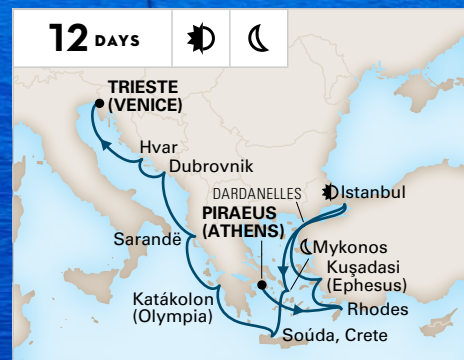 12 DAYS
TRIESTE
(VENICE)
Hvar
Dubrovnik
DARDANELLES
Istanbul
PIRAEUS
(ATHENS)
Sarandë
Mykonos
Kuşadasi
(Ephesus)
Katákolon
(Olympia)
Rhodes
Soúda, Crete